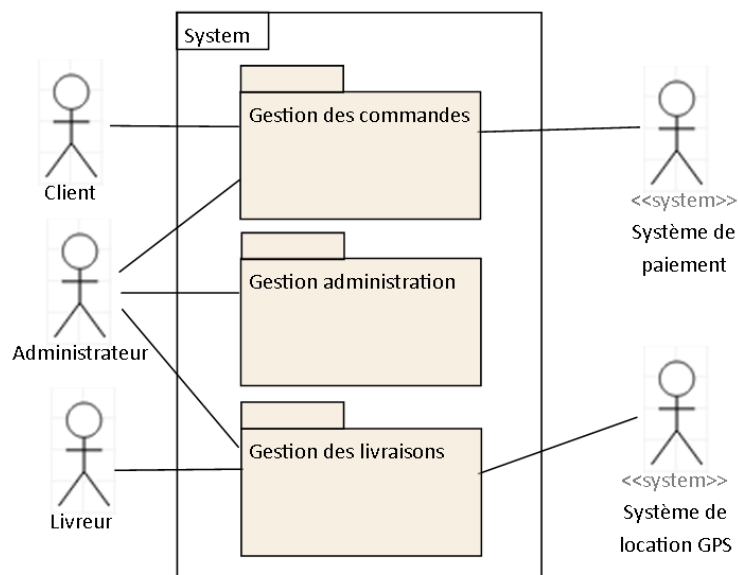 System
Gestion des commandes
Client
<<system>>
Système de
paiement
Gestion administration
Administrateur
Gestion des livraisons
Livreur
<<system>>
Système de
location GPS